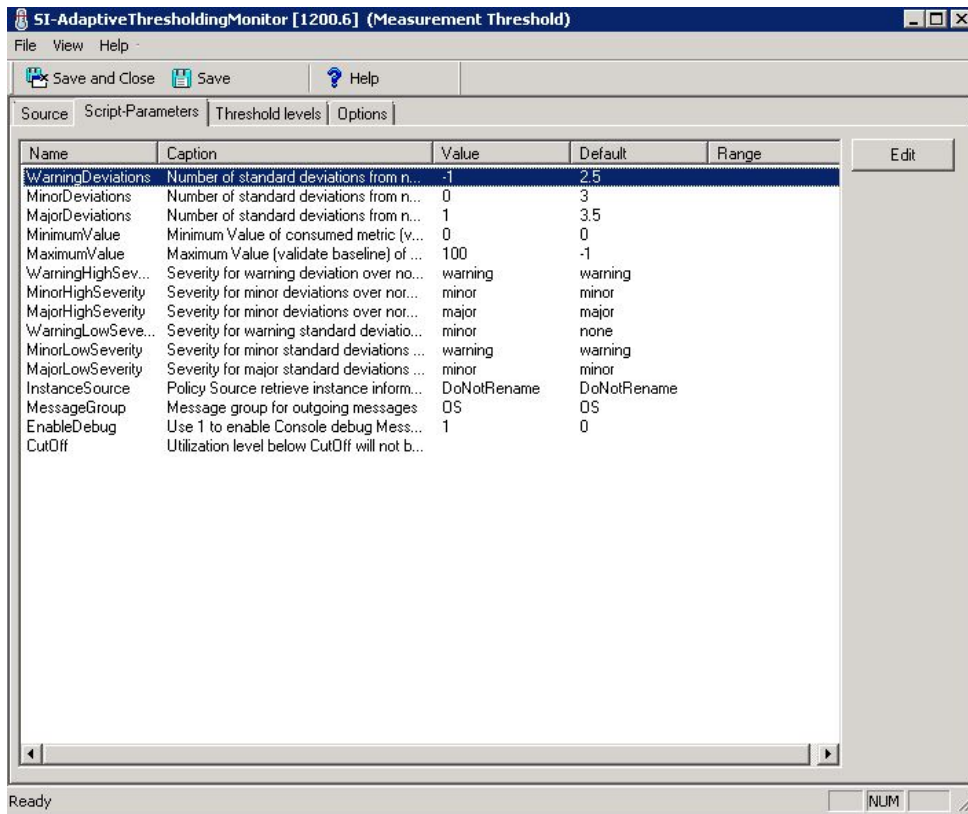 SI-AdaptiveThresholdingMonitor [1200.6] (Measurement Threshold)
File View Help
Save and Close Save Help
Source Script-Parameters Threshold levels Options
Name Caption Value Default Range Edit
WarningDeviations Number of standard deviations from n... -1 2.5
MinorDeviations Number of standard deviations from n... 0 3
MajorDeviations Number of standard deviations from n... 1 3.5
MinimumValue Minimum Value of consumed metric (v... 0 0
MaximumValue Maximum Value (validate baseline) of ... 100 -1
WarningHighSev... Severity for warning deviation over no... warning warning
MinorHighSeverity Severity for minor deviations over nor... minor minor
MajorHighSeverity Severity for minor deviations over nor... major major
WarningLowSeve... Severity for warning standard deviatio... minor none
MinorLowSeverity Severity for minor standard deviations ... warning warning
MajorLowSeverity Severity for major standard deviations ... minor minor
InstanceSource Policy Source retrieve instance inform... DoNotRename DoNotRename
MessageGroup Message group for outgoing messages OS OS
EnableDebug Use 1 to enable Console debug Mess... 1 0
CutOff Utilization level below CutOff will not b...
Ready NUM